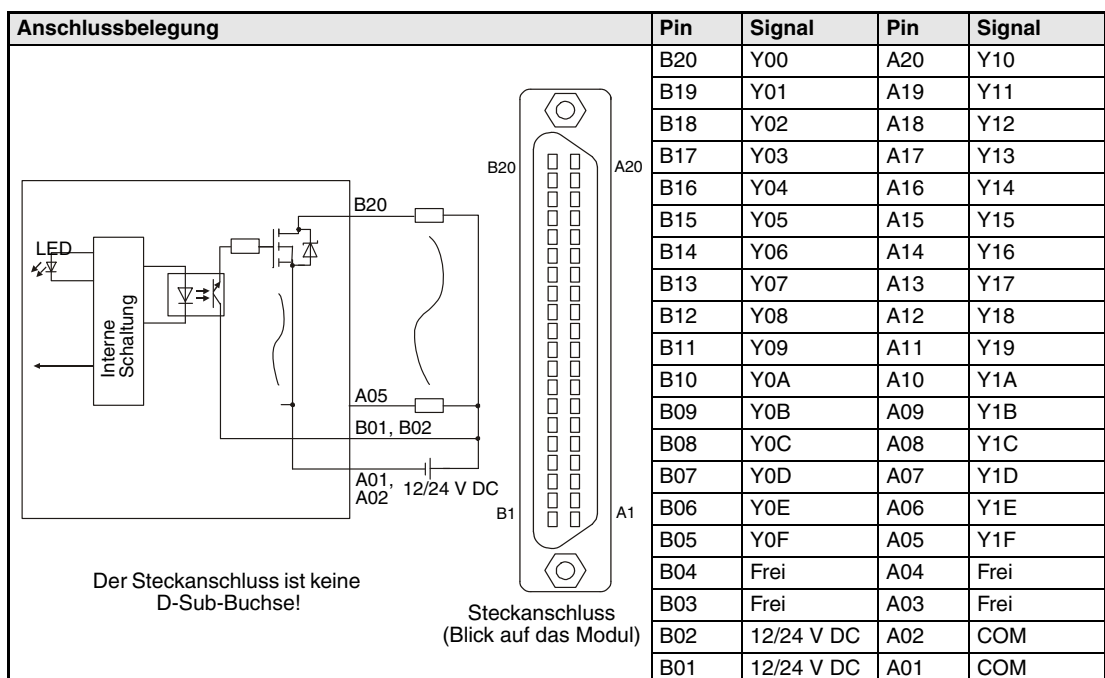 Anschlussbelegung
Pin Signal Pin Signal
B20 Y00 A20 Y10
B19 Y01 A19 Y11
B18 Y02 A18 Y12
B17 Y03 A17 Y13
B16 Y04 A16 Y14
B15 Y05 A15 Y15
B14 Y06 A14 Y16
B13 Y07 A13 Y17
B12 Y08 A12 Y18
B11 Y09 A11 Y19
B10 Y0A A10 Y1A
B09 Y0B A09 Y1B
B08 Y0C A08 Y1C
B07 Y0D A07 Y1D
B06 Y0E A06 Y1E
B05 Y0F A05 Y1F
B04 Frei A04 Frei
B03 Frei A03 Frei
B02 12/24 V DC A02 COM
B01 12/24 V DC A01 COM
LED
Interne
Schaltung
B20
A05
B01, B02
A01,
A02
12/24 V DC
Der Steckanschluss ist keine
D-Sub-Buchse!
B20
A20
B1
A1
Steckanschluss
(Blick auf das Modul)